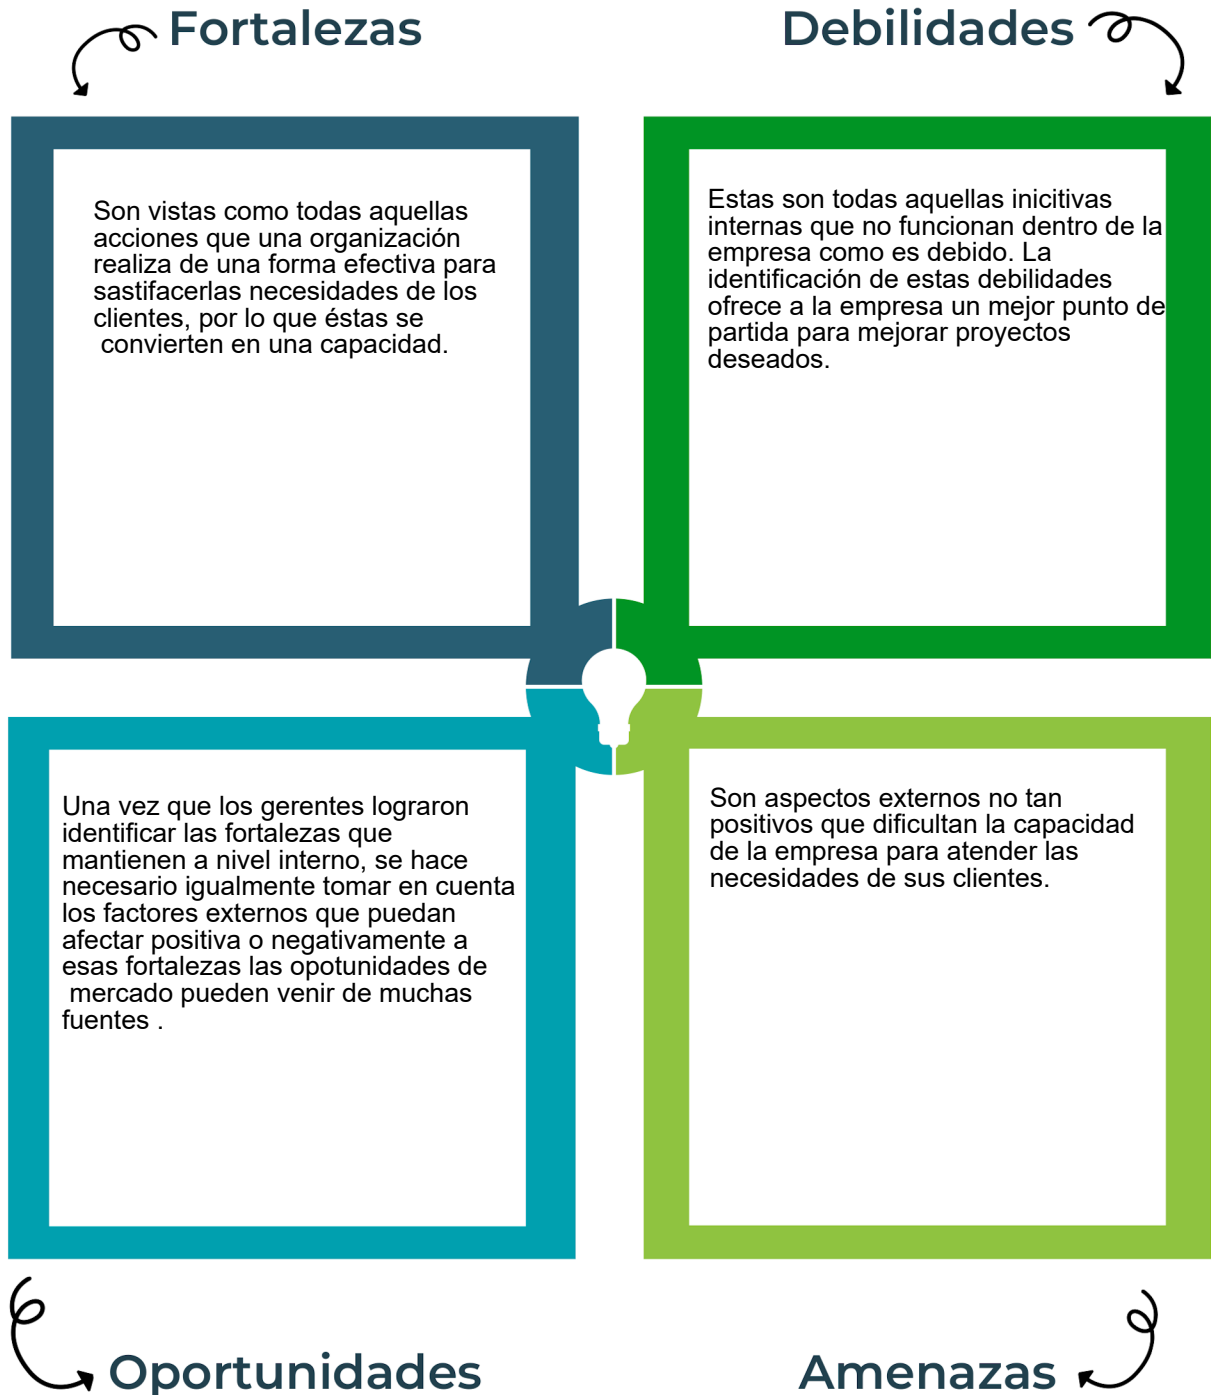 Fortalezas
Son vistas como todas aquellas
acciones que una organización
realiza de una forma efectiva para
sastifacerlas necesidades de los
clientes, por lo que éstas se
convierten en una capacidad.
Debilidades
Estas son todas aquellas inicitivas
internas que no funcionan dentro de la
empresa como es debido. La
identificación de estas debilidades
ofrece a la empresa un mejor punto de
partida para mejorar proyectos
deseados.
Una vez que los gerentes lograron
identificar las fortalezas que
mantienen a nivel interno, se hace
necesario igualmente tomar en cuenta
los factores externos que puedan
afectar positiva o negativamente a
esas fortalezas las opotunidades de
mercado pueden venir de muchas
fuentes .
Oportunidades
Son aspectos externos no tan
positivos que dificultan la capacidad
de la empresa para atender las
necesidades de sus clientes.
Amenazas